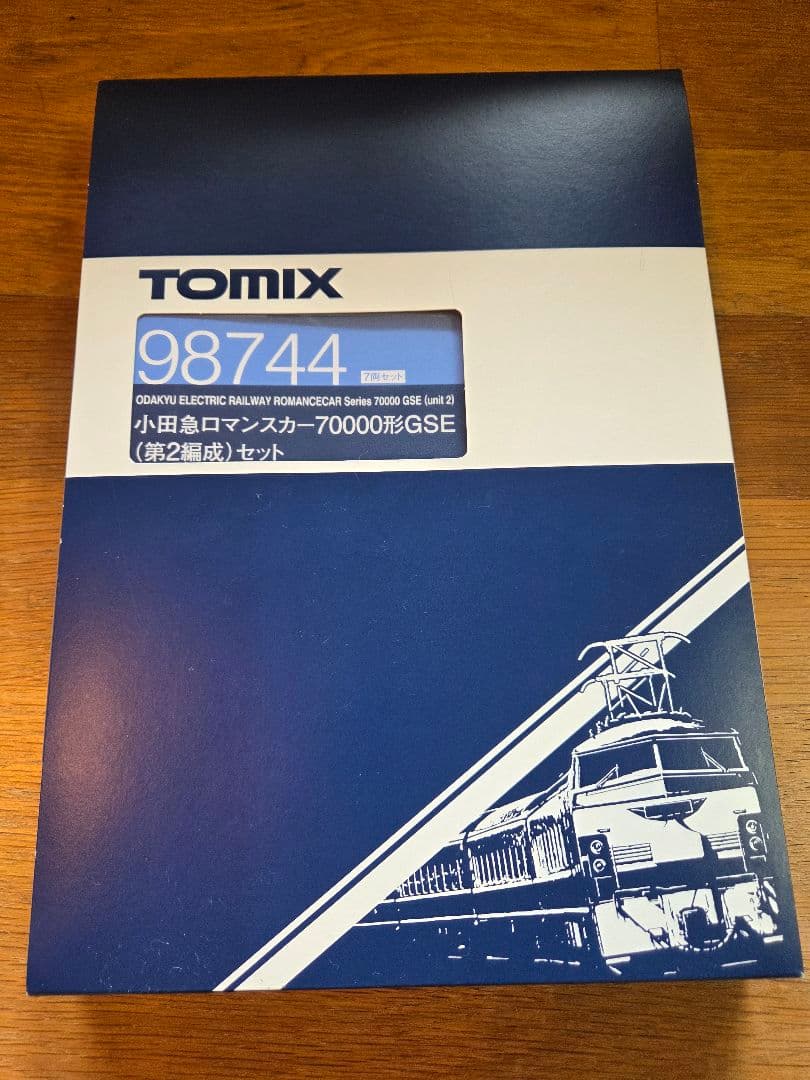 TOMIX
98744 7両セット
ODAKYU ELECTRIC RAILWAY ROMANCECAR Series 70000 GSE (unit 2)
小田急ロマンスカー70000形GSE
(第2編成)セット